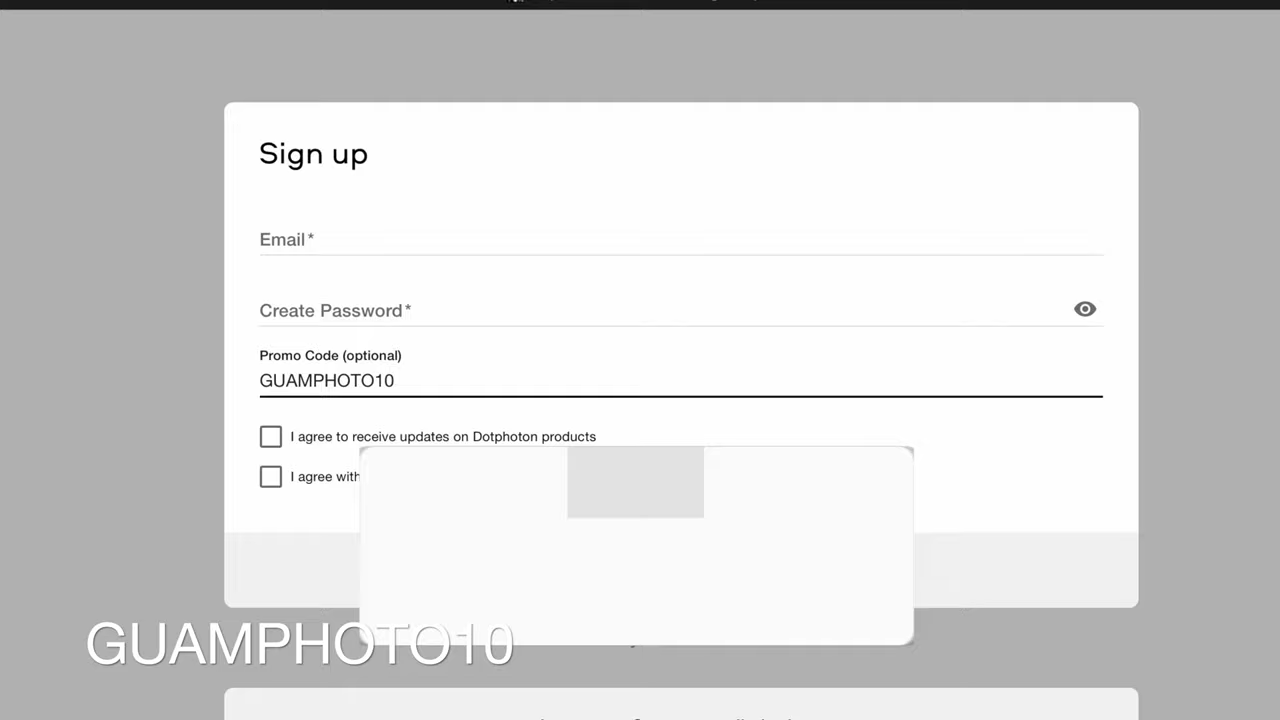 Sign up
Email*
Create Password*
Promo Code (optional)
GUAMPHOTO10
I agree to receive updates on Dotphoton products
I agree with
GUAMPHOTO10